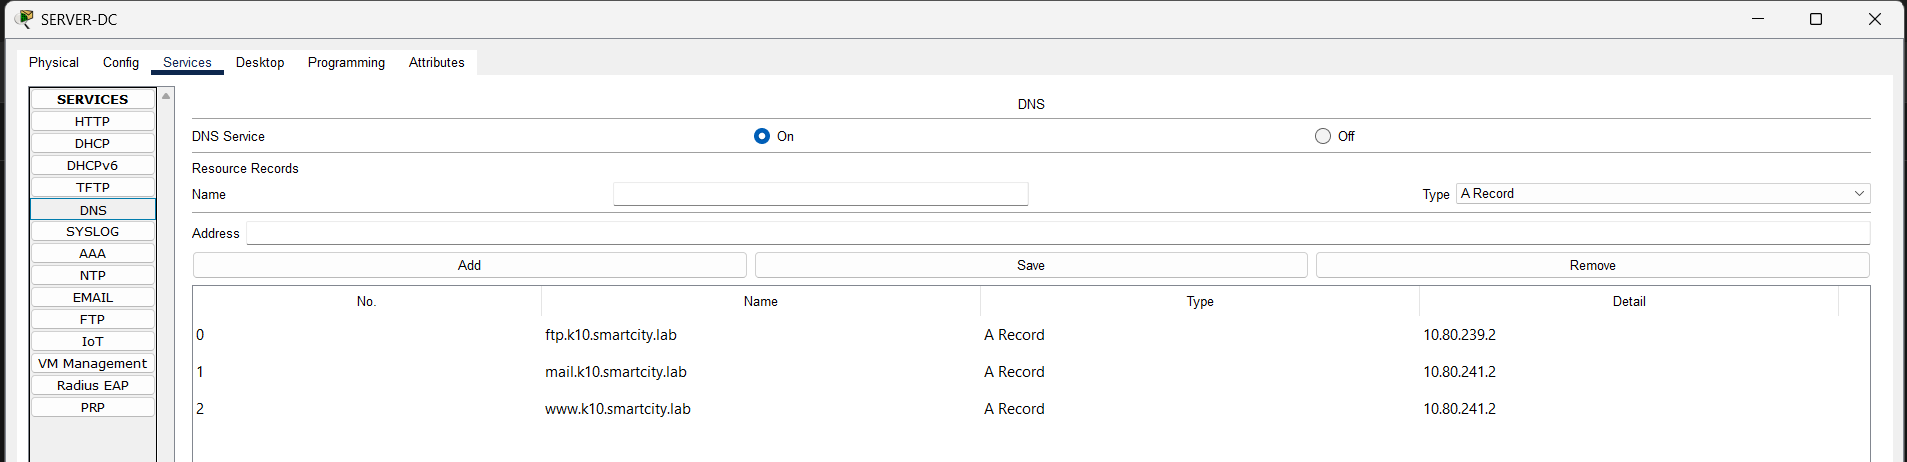 SERVER-DC
Physical Config Services Desktop Programming Attributes
SERVICES
HTTP
DHCP
DHCPv6
TFTP
DNS
SYSLOG
AAA
NTP
EMAIL
FTP
IoT
VM Management
Radius EAP
PRP
DNS
DNS Service On Off
Resource Records
Name Type A Record
Address
Add Save Remove
No. Name Type Detail
0 ftp.k10.smartcity.lab A Record 10.80.239.2
1 mail.k10.smartcity.lab A Record 10.80.241.2
2 www.k10.smartcity.lab A Record 10.80.241.2